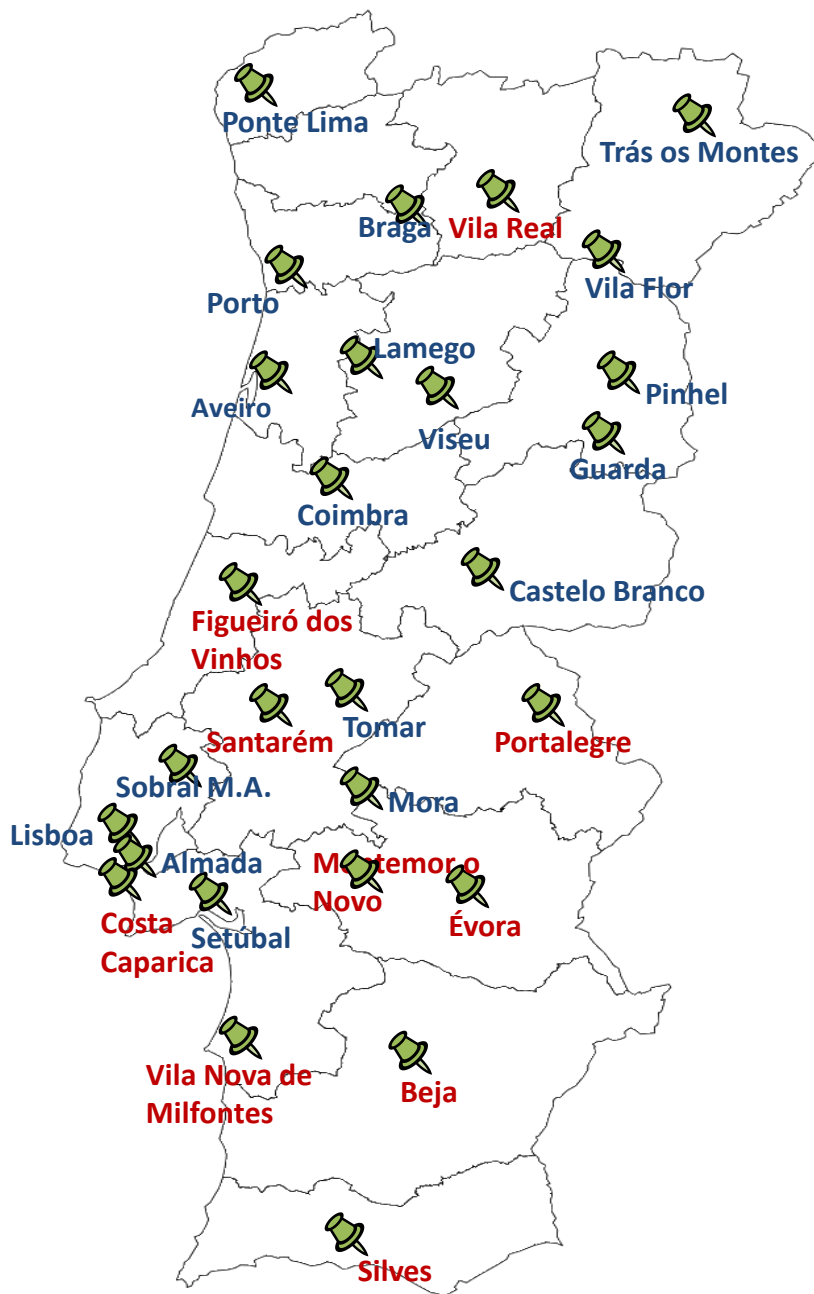 Ponte Lima
Trás os Montes
Braga
Vila Real
Vila Flor
Porto
Lamego
Pinhel
Aveiro
Viseu
Guarda
Coimbra
Castelo Branco
Figueiró dos
Vinhos
Tomar
Santarém
Portalegre
Sobral M.A.
Mora
Lisboa
Almada
Montemor o
Novo
Évora
Costa
Caparica
Setúbal
Vila Nova de
Milfontes
Beja
Silves